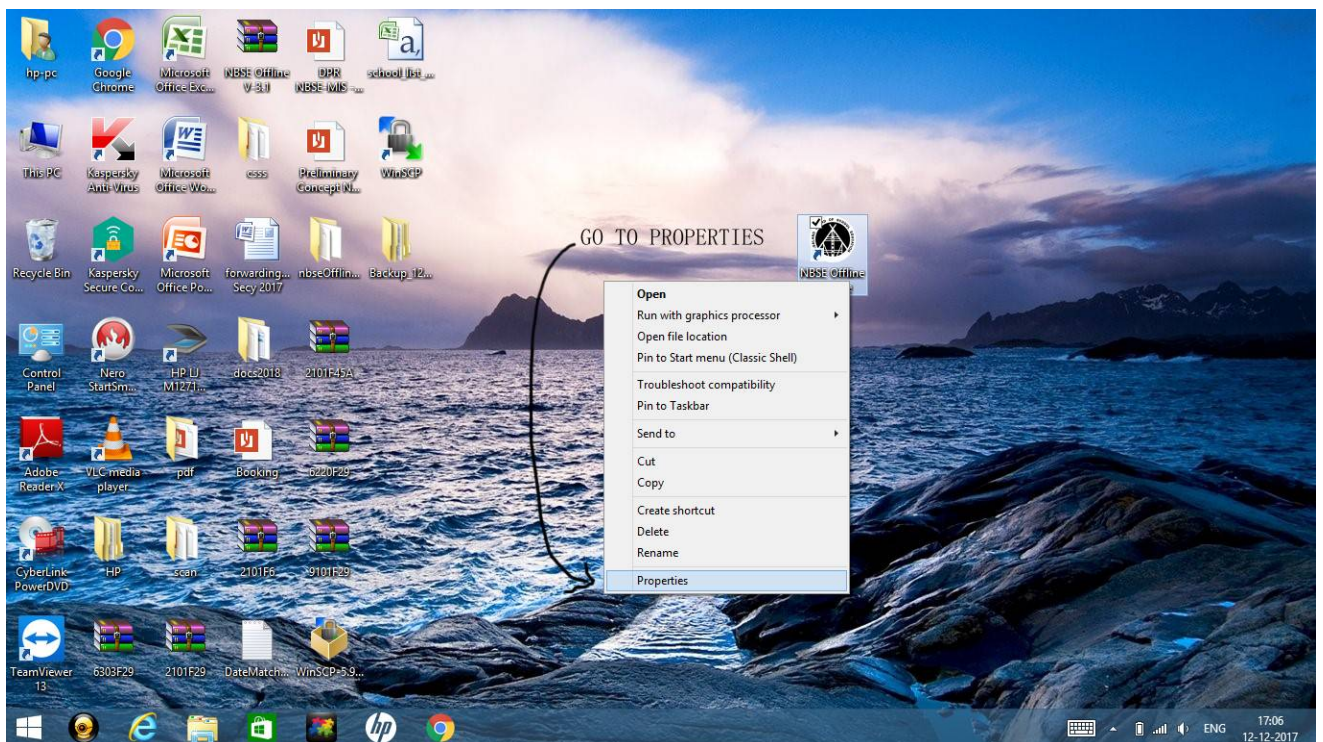 hp-pc
Google
Chrome
Microsoft
Office Exc...
NBSE Offline
V-3.1
DPR
NBSE-MIS -...
school_list_...
This PC
Kaspersky
Anti-Virus
Microsoft
Office Wo...
csss
Preliminary
Concept N...
WinSCP
Recycle Bin
Kaspersky
Secure Co...
Microsoft
Office Po...
forwarding...
Secy 2017
nbseOfflin...
Backup_12...
GO TO PROPERTIES
NBSE Offline
Open
Run with graphics processor
Open file location
Pin to Start menu (Classic Shell)
Troubleshoot compatibility
Pin to Taskbar
Send to
Cut
Copy
Create shortcut
Delete
Rename
Properties
Control
Panel
Nero
StartSm...
HP LJ
M1271...
docs2018
2101F45A
Adobe
Reader X
VLC media
player
pdf
Booking
6220F29
CyberLink
PowerDVD
HP
scan
2101F6
9101F29
TeamViewer
13
6303F29
2101F29
DateMatch...
WinSCP-5.9...
hp
ENG
17:06
12-12-2017